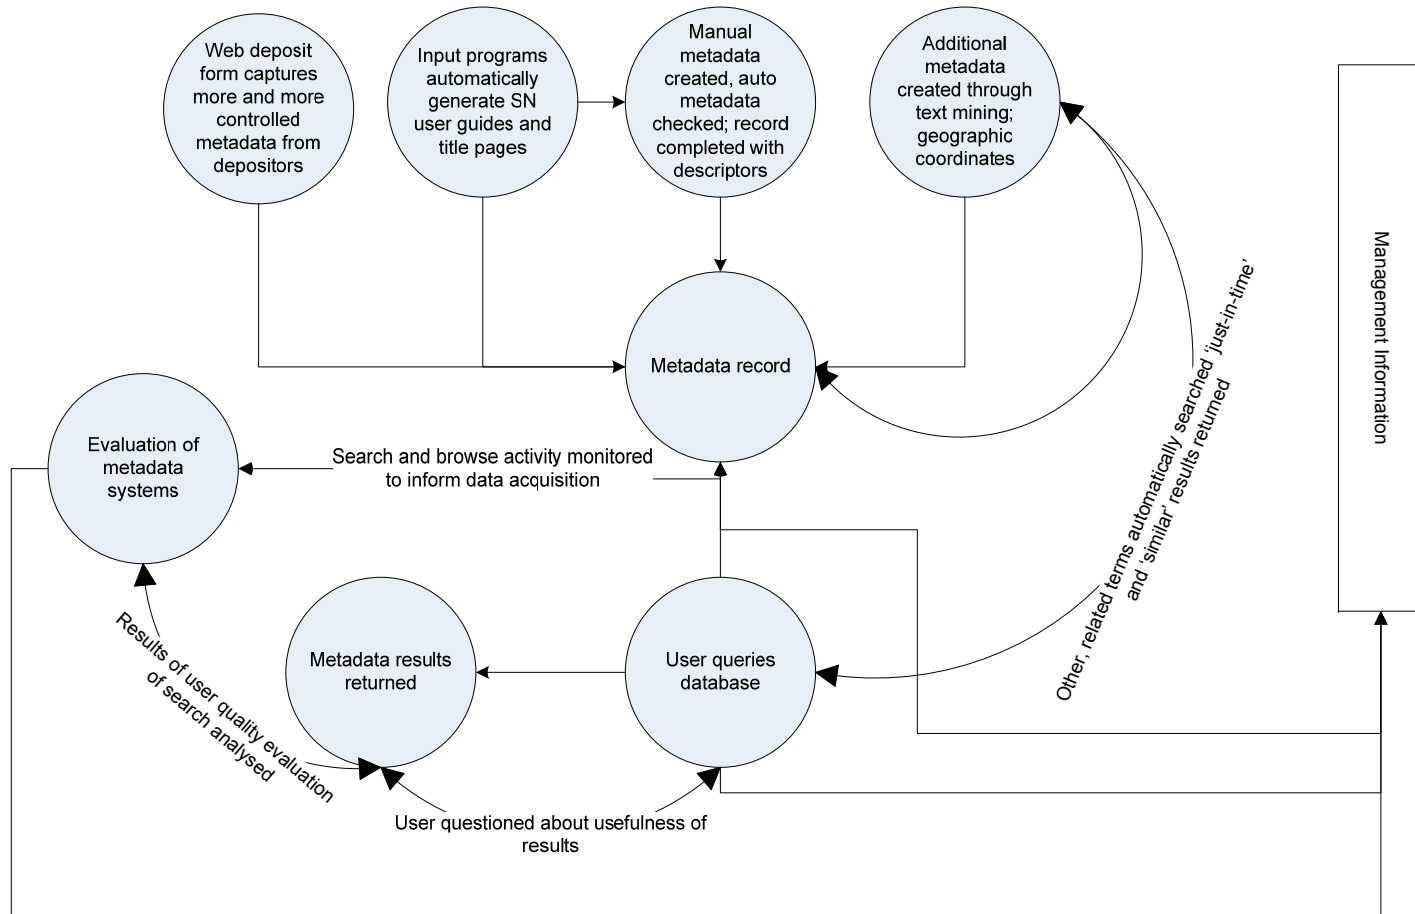 Web deposit
form captures
more and more
controlled
metadata from
depositors
Input programs
automatically
generate SN
user guides and
title pages
Manual
metadata
created, auto
metadata
checked; record
completed with
descriptors
Additional
metadata
created through
text mining;
geographic
coordinates
Management Information
Metadata record
Other, related terms automatically searched ‘just-in-time’
and ‘similar’ results returned
Evaluation of
metadata
systems
Search and browse activity monitored
to inform data acquisition
Results of user quality evaluation
of search analysed
Metadata results
returned
User queries
database
User questioned about usefulness of
results